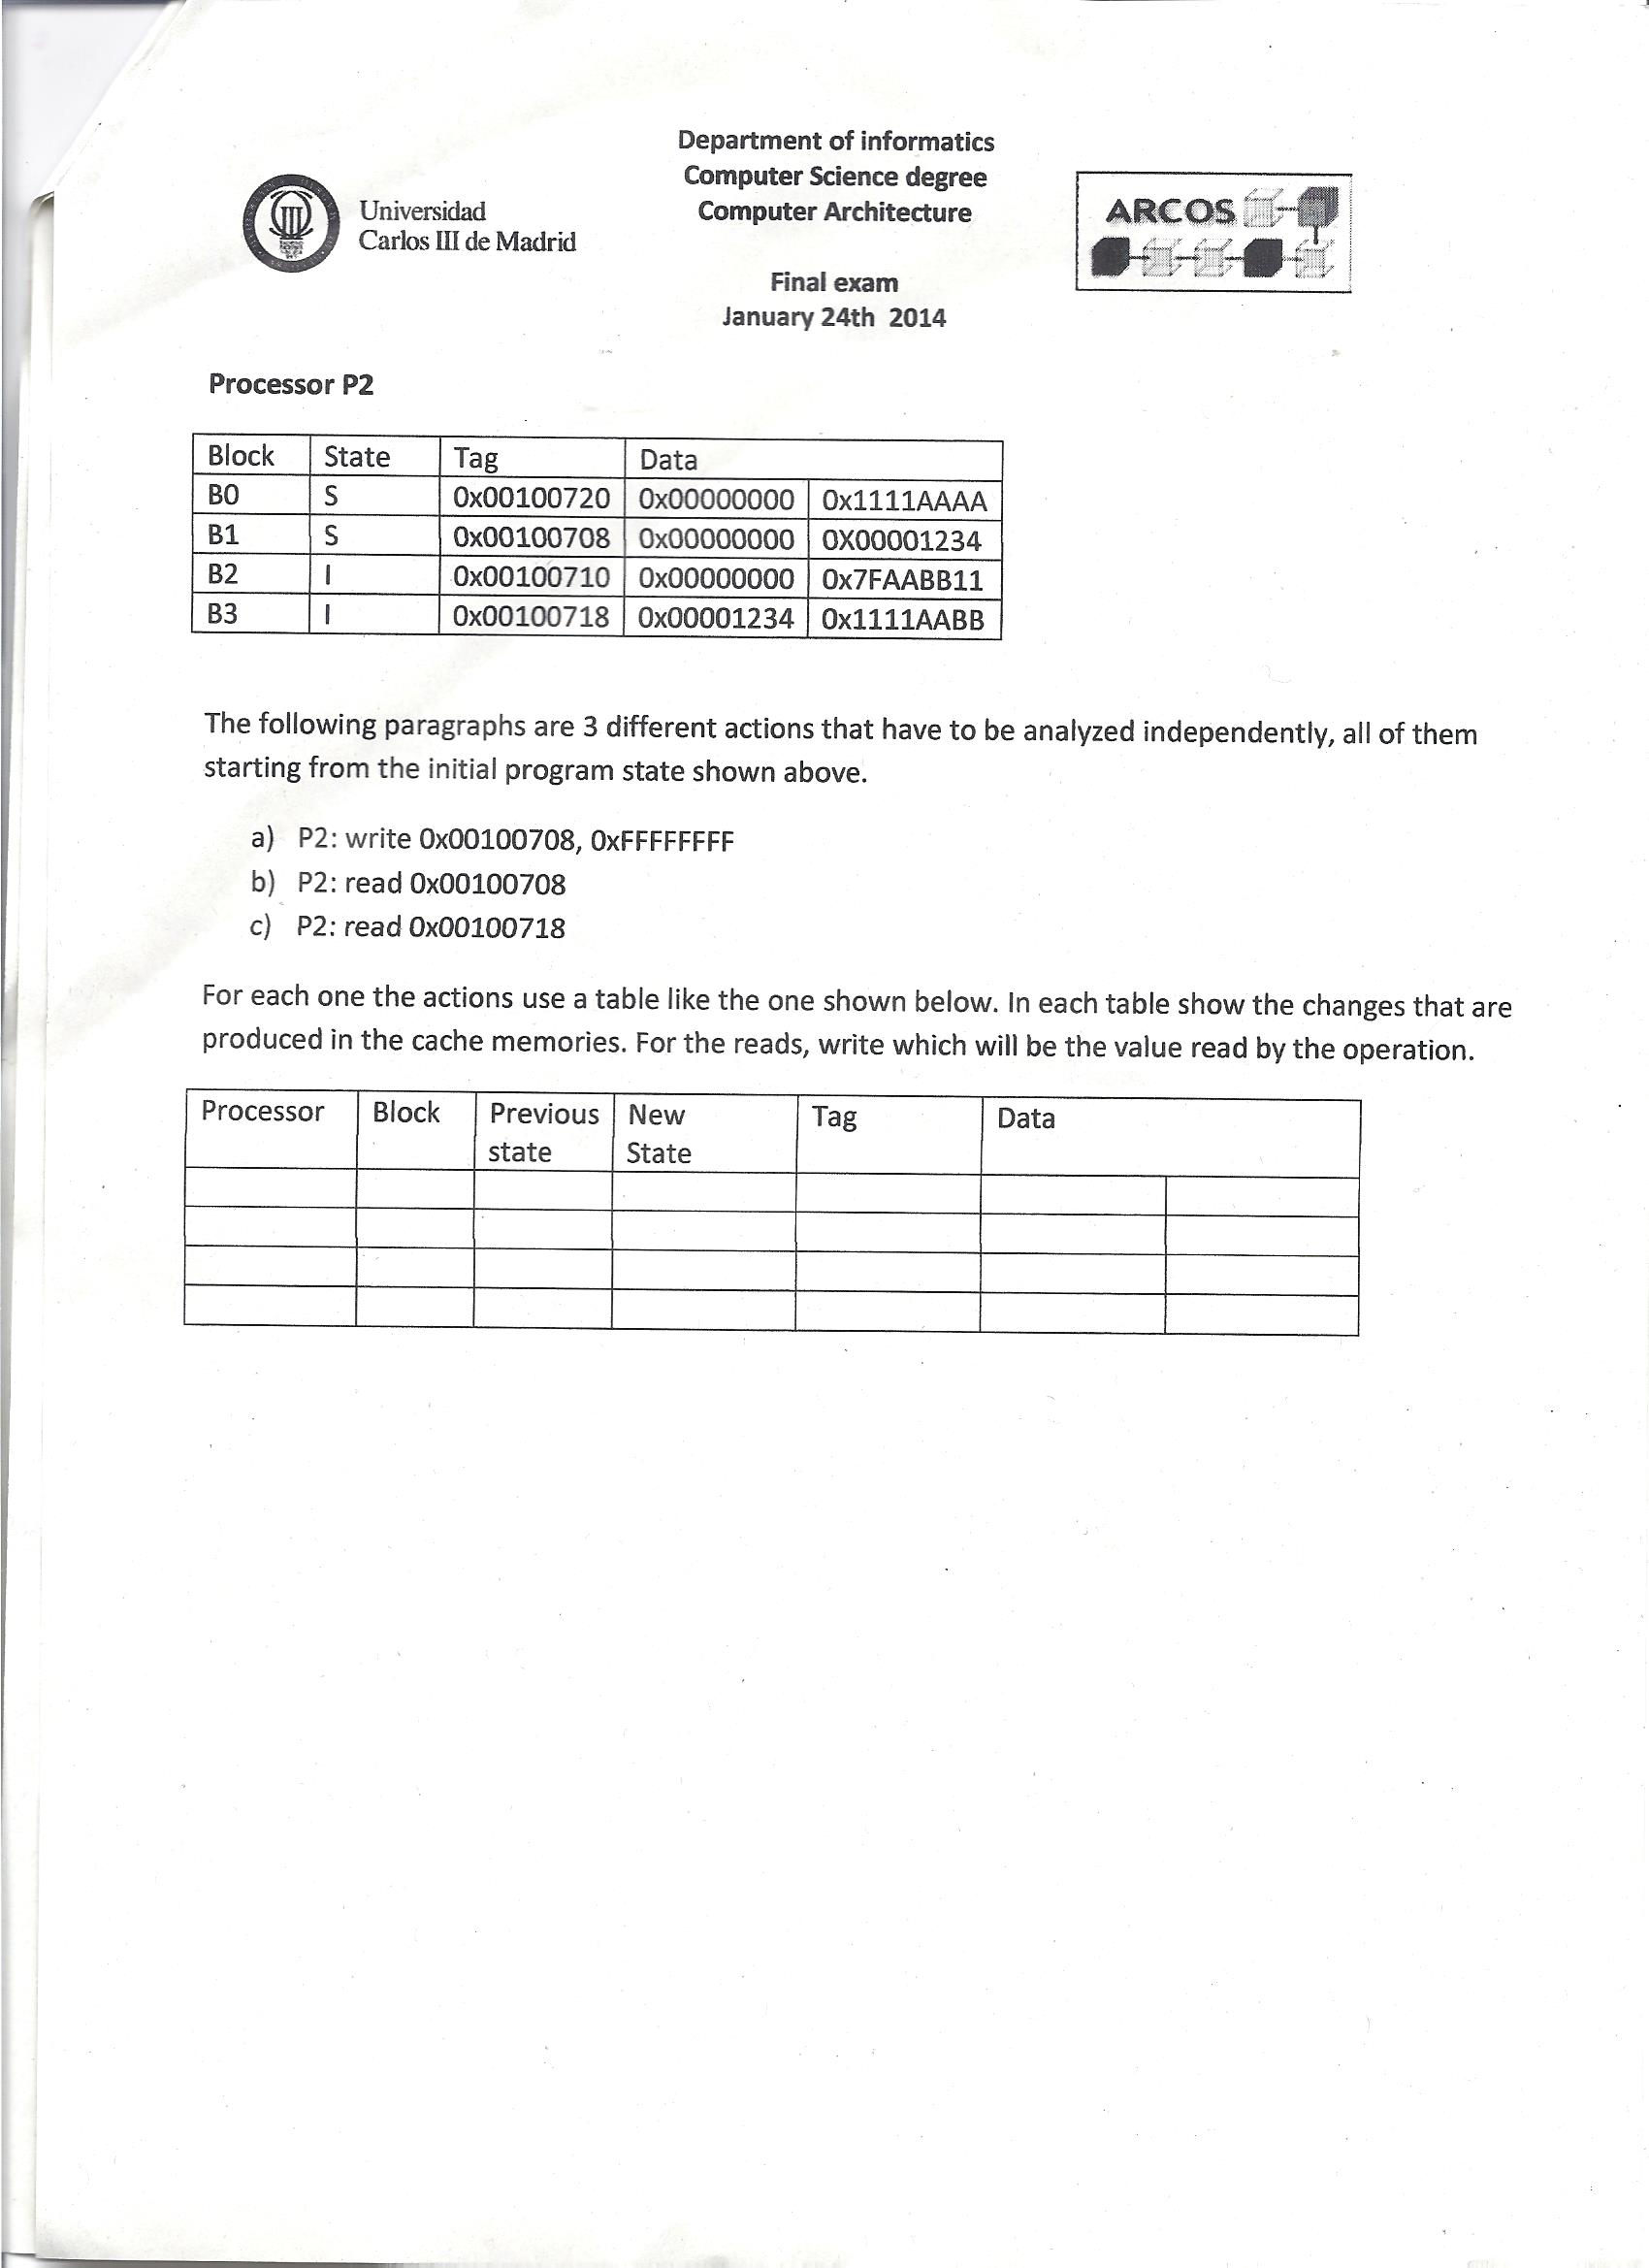 Department of informatics
Computer Science degree
Computer Architecture
Universidad
Carlos III de Madrid
ARCOS
Final exam
January 24th 2014
Processor P2
Block State Tag Data
B0 S 0x00100720 0x00000000 0x1111AAAA
B1 S 0x00100708 0x00000000 0X00001234
B2 I 0x00100710 0x00000000 0x7FAABB11
B3 I 0x00100718 0x00001234 0x1111AABB
The following paragraphs are 3 different actions that have to be analyzed independently, all of them
starting from the initial program state shown above.
a) P2: write 0x00100708, 0xFFFFFFFF
b) P2: read 0x00100708
c) P2: read 0x00100718
For each one the actions use a table like the one shown below. In each table show the changes that are
produced in the cache memories. For the reads, write which will be the value read by the operation.
Processor Block Previous New Tag Data
state State